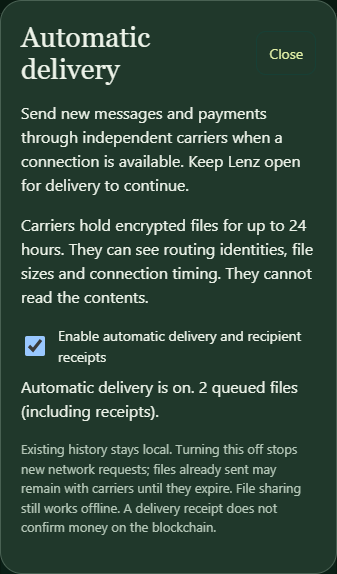 Automatic
delivery
Close
Send new messages and payments
through independent carriers when a
connection is available. Keep Lenz open
for delivery to continue.
Carriers hold encrypted files for up to 24
hours. They can see routing identities, file
sizes and connection timing. They cannot
read the contents.
Enable automatic delivery and recipient
receipts
Automatic delivery is on. 2 queued files
(including receipts).
Existing history stays local. Turning this off stops
new network requests; files already sent may
remain with carriers until they expire. File sharing
still works offline. A delivery receipt does not
confirm money on the blockchain.